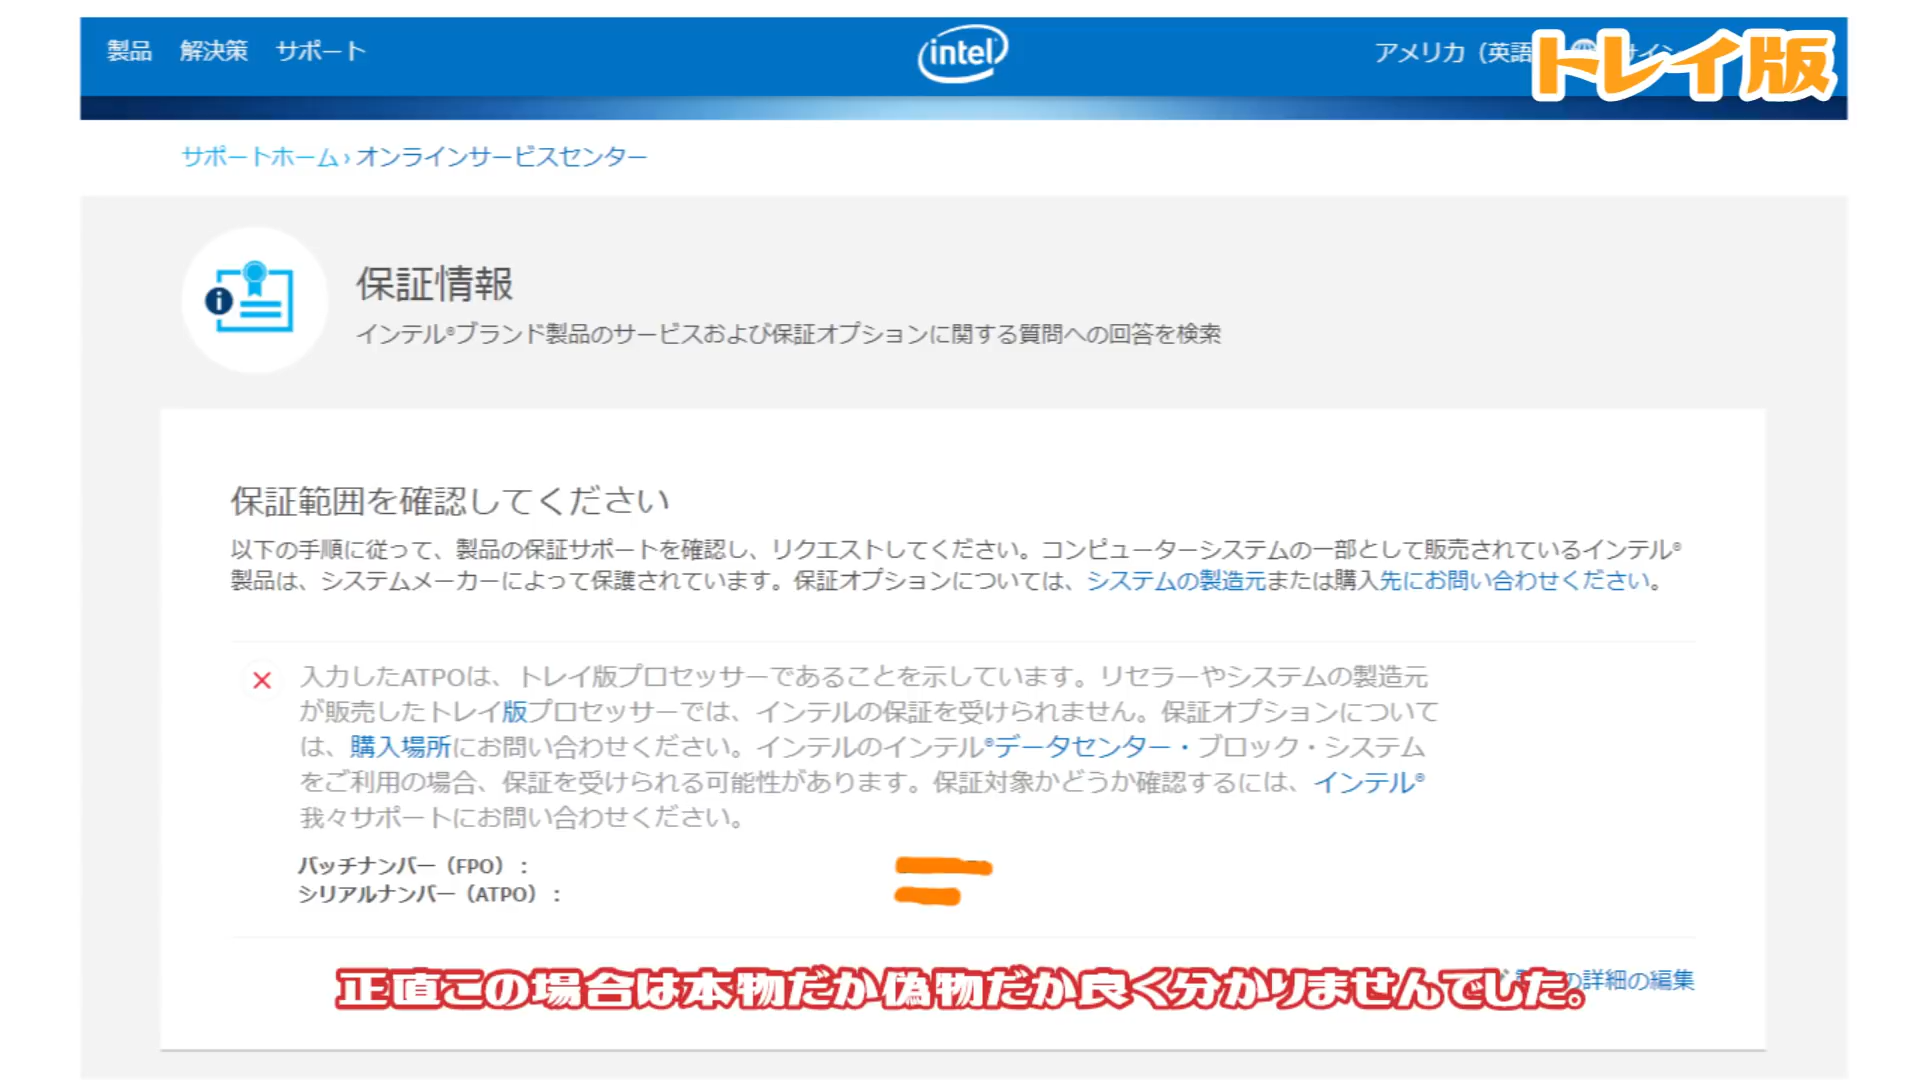 製品 解決策 サポート
intel
アメリカ（英語
トレイ版
サポートホーム › オンラインサービスセンター
保証情報
インテル®ブランド製品のサービスおよび保証オプションに関する質問への回答を検索
保証範囲を確認してください
以下の手順に従って、製品の保証サポートを確認し、リクエストしてください。コンピューターシステムの一部として販売されているインテル®
製品は、システムメーカーによって保護されています。保証オプションについては、システムの製造元または購入先にお問い合わせください。
入力したATPOは、トレイ版プロセッサーであることを示しています。リセラーやシステムの製造元
が販売したトレイ版プロセッサーでは、インテルの保証を受けられません。保証オプションについて
は、購入場所にお問い合わせください。インテルのインテル®データセンター・ブロック・システム
をご利用の場合、保証を受けられる可能性があります。保証対象かどうか確認するには、インテル®
我々サポートにお問い合わせください。
バッチナンバー（FPO）：
シリアルナンバー（ATPO）：
の詳細の編集
正直この場合は本物だか偽物だか良く分かりませんでした。